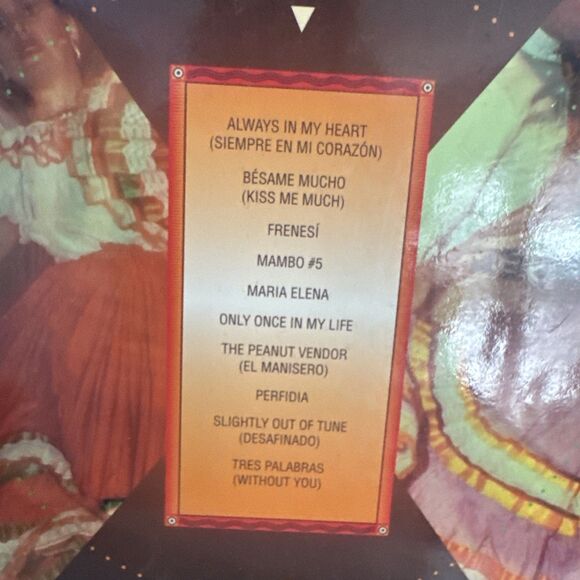 ALWAYS IN MY HEART
(SIEMPRE EN MI CORAZÓN)
BÉSAME MUCHO
(KISS ME MUCH)
FRENESÍ
MAMBO #5
MARIA ELENA
ONLY ONCE IN MY LIFE
THE PEANUT VENDOR
(EL MANISERO)
PERFIDIA
SLIGHTLY OUT OF TUNE
(DESAFINADO)
TRES PALABRAS
(WITHOUT YOU)